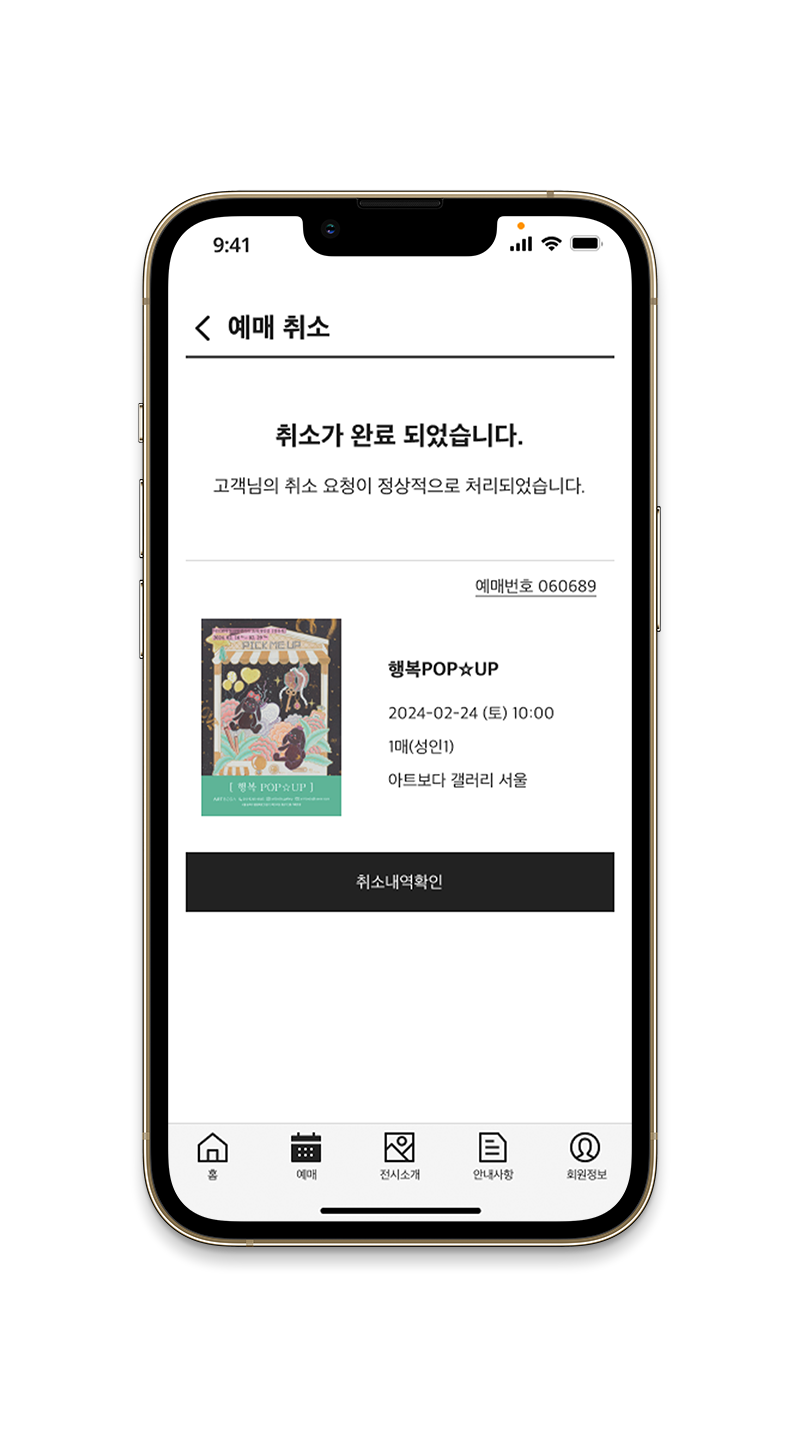 9:41
예매 취소
취소가 완료 되었습니다.
고객님의 취소 요청이 정상적으로 처리되었습니다.
예매번호 060689
PICK ME UP
[ 행복 POP☆UP ]
행복POP☆UP
2024-02-24 (토) 10:00
1매(성인1)
아트보다 갤러리 서울
취소내역확인
홈
예매
전시소개
안내사항
회원정보